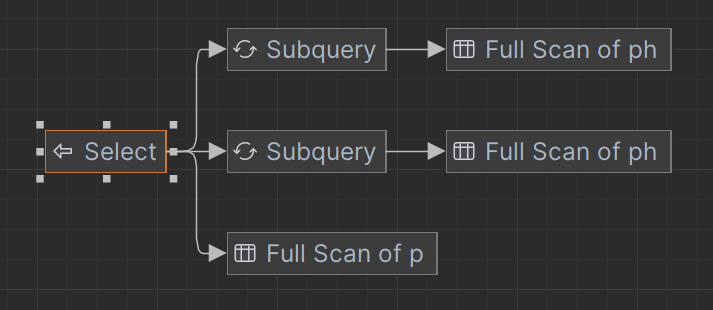 Subquery
Full Scan of ph
Select
Subquery
Full Scan of ph
Full Scan of p